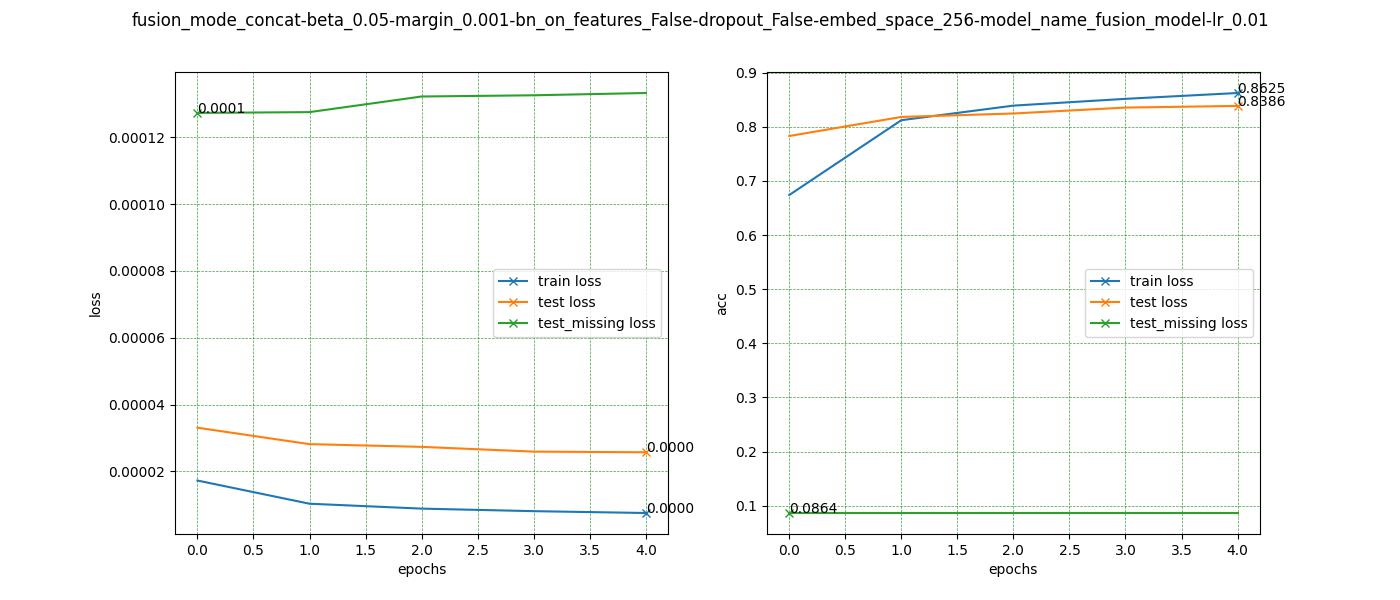 fusion_mode_concat-beta_0.05-margin_0.001-bn_on_features_False-dropout_False-embed_space_256-model_name_fusion_model-lr_0.01
0.0001
0.00012
0.00010
0.00008
0.00006
0.00004
0.00002
loss
train loss
test loss
test_missing loss
0.0000
0.0000
0.0 0.5 1.0 1.5 2.0 2.5 3.0 3.5 4.0
epochs
0.9
0.8
0.7
0.6
0.5
0.4
0.3
0.2
0.1
acc
0.8625
0.8386
train loss
test loss
test_missing loss
0.0864
0.0 0.5 1.0 1.5 2.0 2.5 3.0 3.5 4.0
epochs